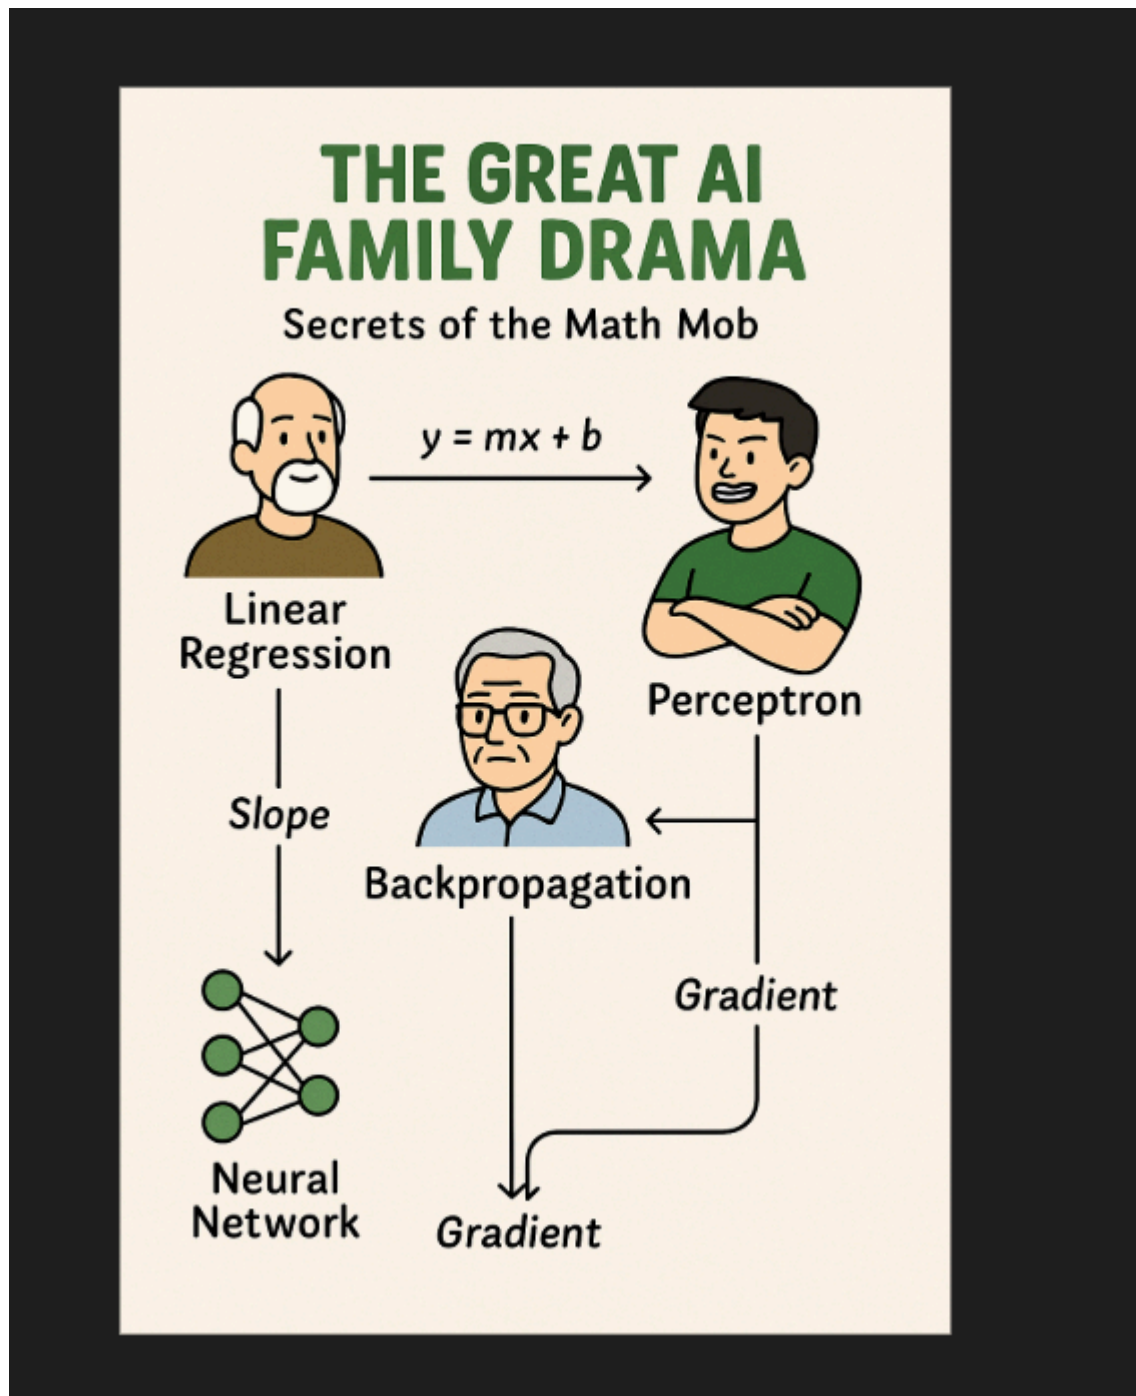 THE GREAT AI
FAMILY DRAMA
Secrets of the Math Mob
y = mx + b
Linear
Regression
Perceptron
Slope
Backpropagation
Gradient
Neural
Network
Gradient